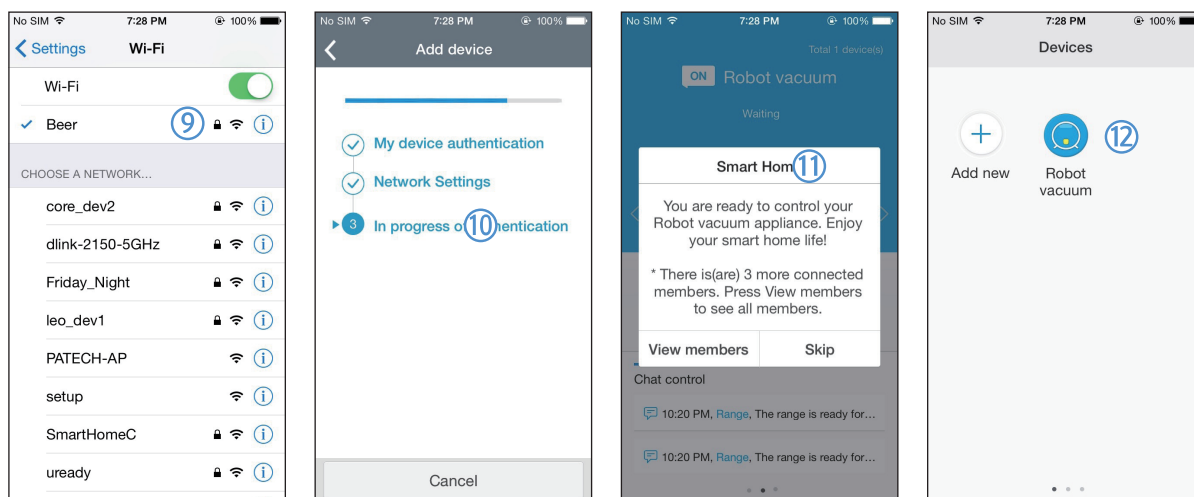 No SIM 7:28 PM 100%
Settings Wi-Fi
Wi-Fi
Beer ⑨
CHOOSE A NETWORK...
core_dev2
dlink-2150-5GHz
Friday_Night
leo_dev1
PATECH-AP
setup
SmartHomeC
uready
No SIM 7:28 PM 100%
Add device
My device authentication
Network Settings
3 In progress o⑩hentication
Cancel
No SIM 7:28 PM 100%
Total 1 device(s)
ON Robot vacuum
Waiting
Smart Hom⑪
You are ready to control your
Robot vacuum appliance. Enjoy
your smart home life!
* There is(are) 3 more connected
members. Press View members
to see all members.
View members Skip
Chat control
10:20 PM, Range, The range is ready for...
10:20 PM, Range, The range is ready for...
No SIM 7:28 PM 100%
Devices
⑫
Add new Robot
vacuum